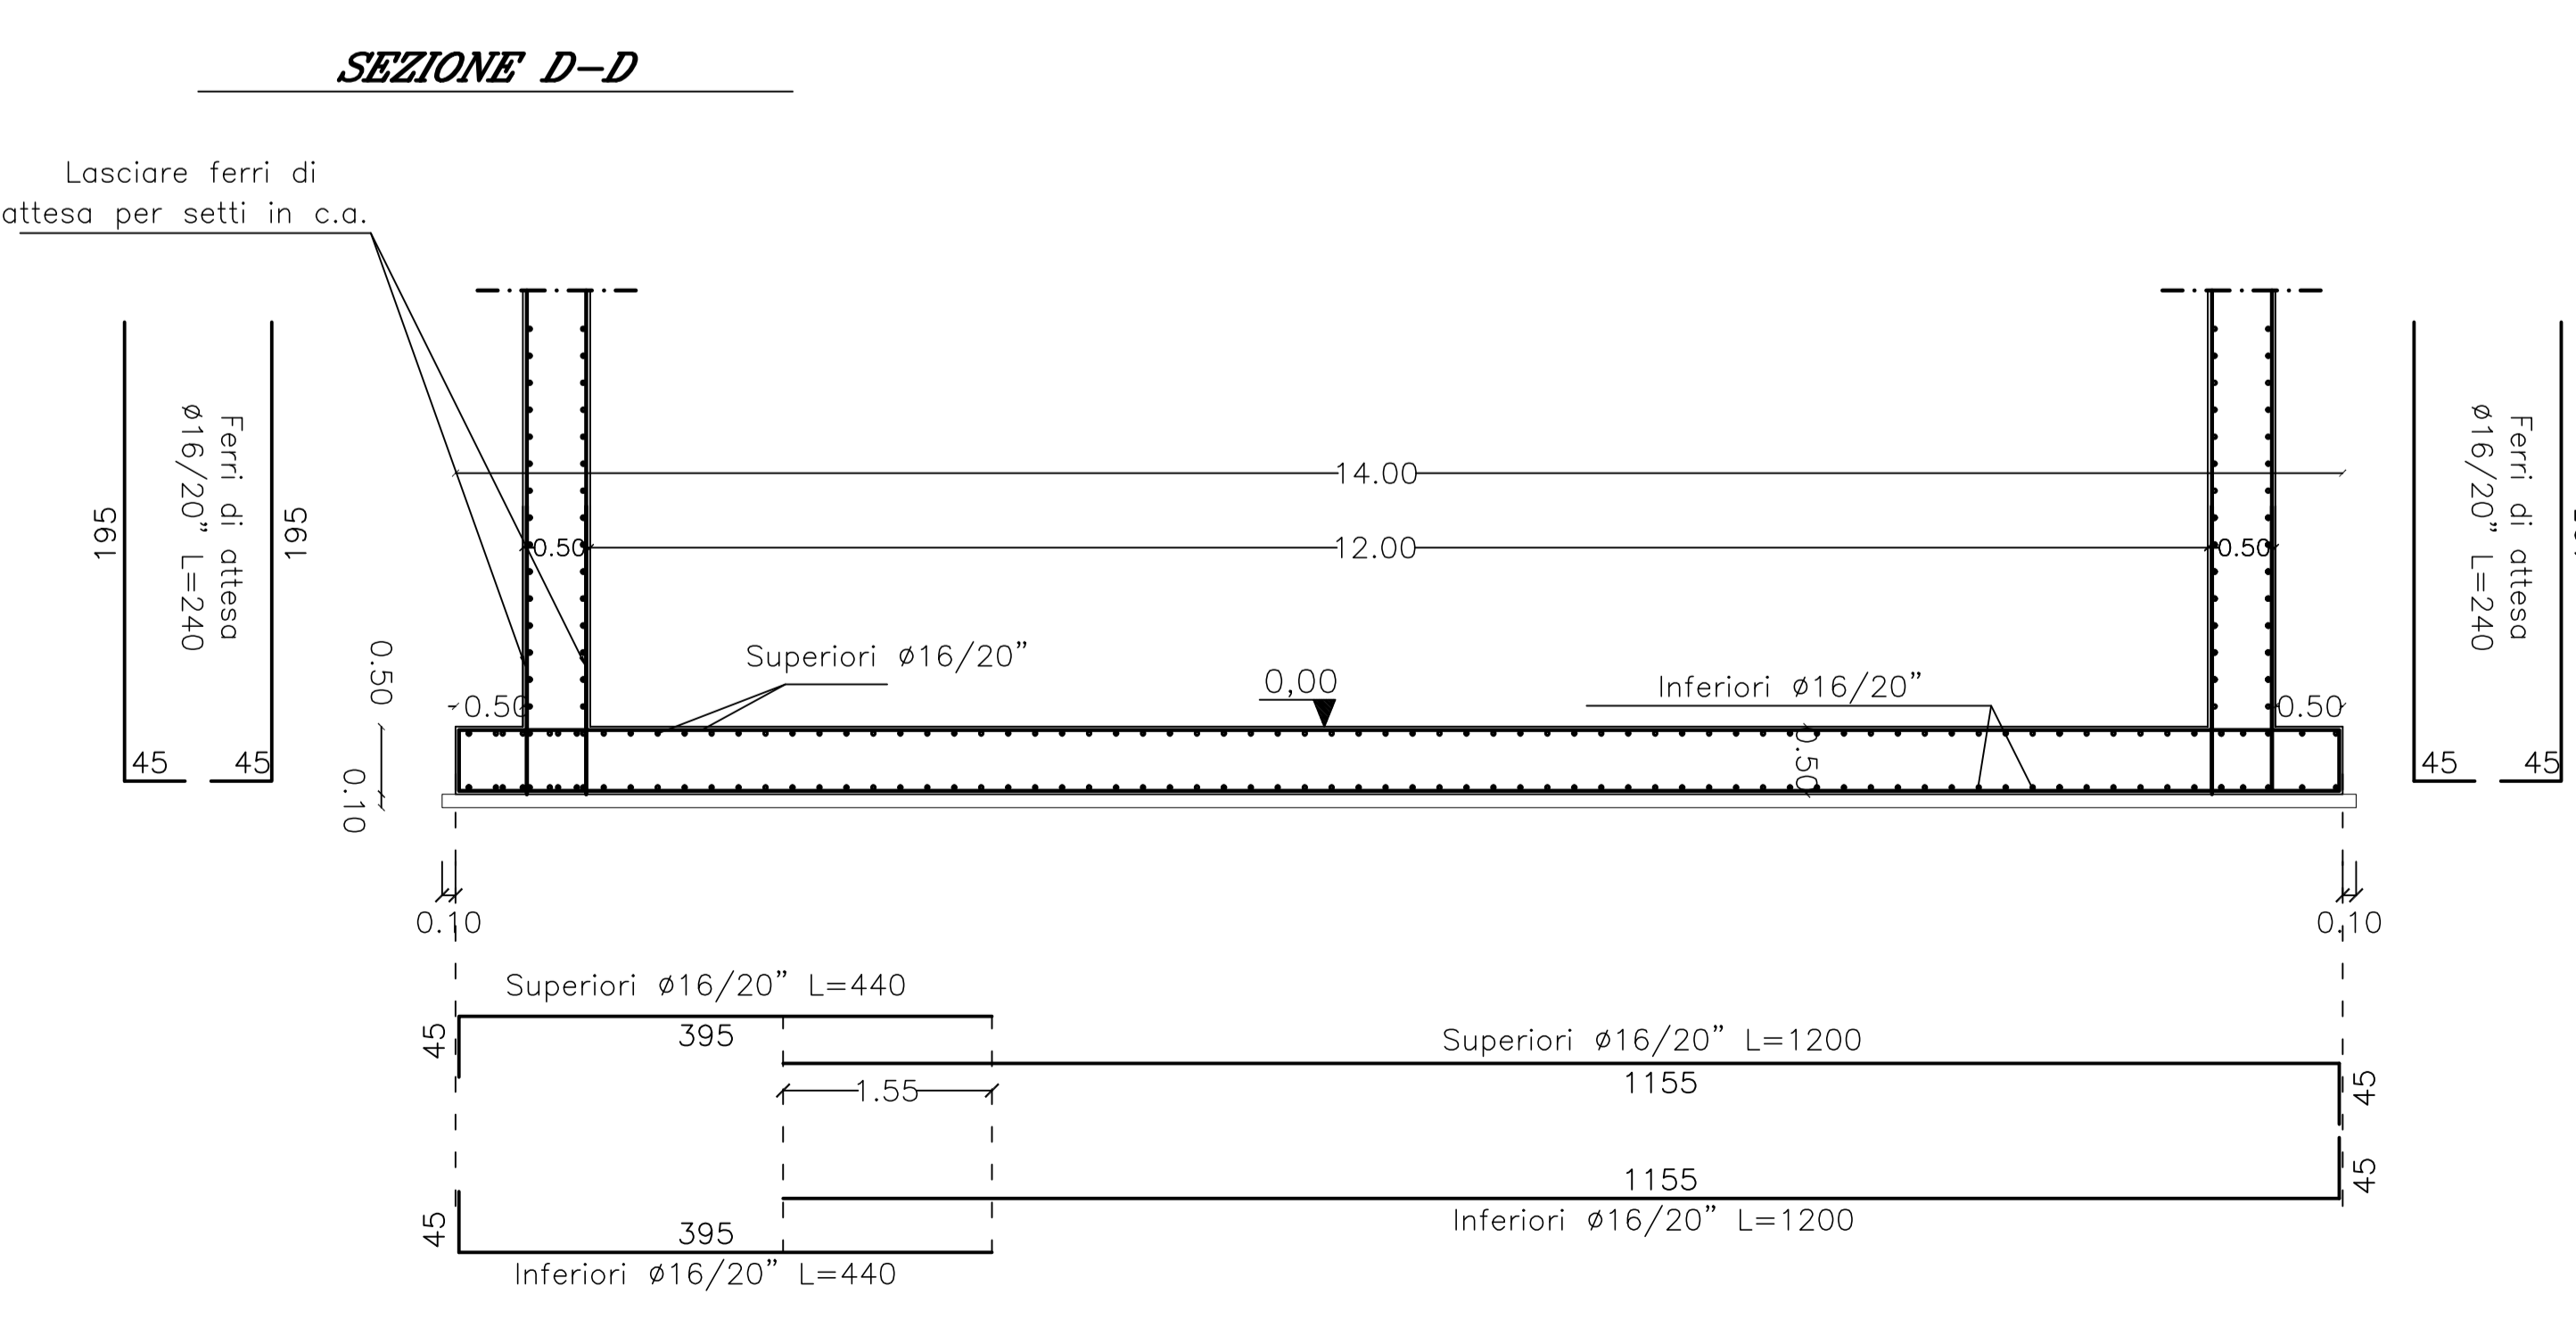 SEZIONE D-D
Lasciare ferri di
attesa per setti in c.a.
195
Ferri di attesa
ø16/20" L=240
195
45
45
14.00
0.50
12.00
0.50
Ferri di attesa
ø16/20" L=240
45
45
0.50
0.10
0.50
Superiori ø16/20"
0,00
Inferiori ø16/20"
0.50
0.50
0.10
0.10
Superiori ø16/20" L=440
45
395
1.55
Superiori ø16/20" L=1200
1155
45
1155
45
Inferiori ø16/20" L=1200
45
395
Inferiori ø16/20" L=440